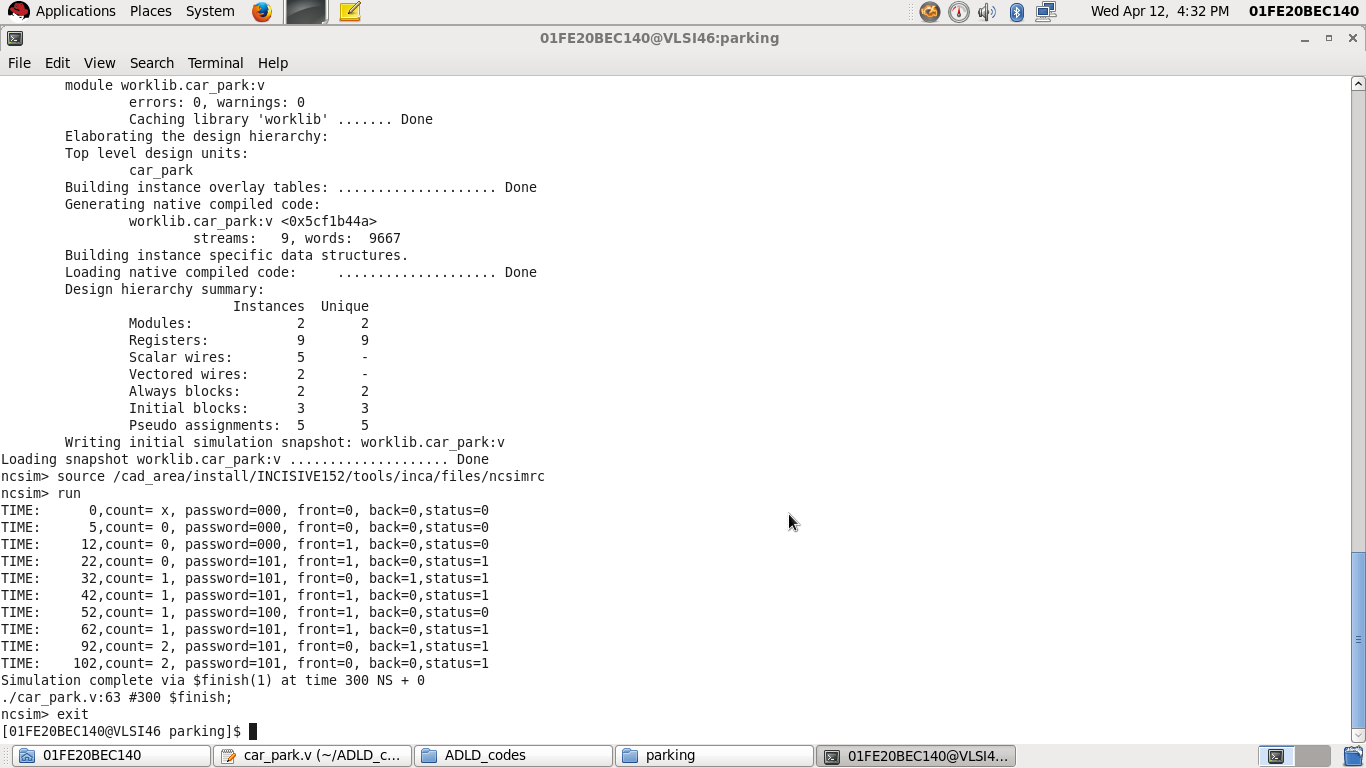 Applications Places System Wed Apr 12, 4:32 PM 01FE20BEC140
01FE20BEC140@VLSI46:parking
File Edit View Search Terminal Help
module worklib.car_park:v
errors: 0, warnings: 0
Caching library 'worklib' ....... Done
Elaborating the design hierarchy:
Top level design units:
car_park
Building instance overlay tables: .................... Done
Generating native compiled code:
worklib.car_park:v <0x5cf1b44a>
streams:   9, words:  9667
Building instance specific data structures.
Loading native compiled code:     .................... Done
Design hierarchy summary:
Instances  Unique
Modules:             2       2
Registers:           9       9
Scalar wires:        5       -
Vectored wires:      2       -
Always blocks:       2       2
Initial blocks:      3       3
Pseudo assignments:  5       5
Writing initial simulation snapshot: worklib.car_park:v
Loading snapshot worklib.car_park:v .................... Done
ncsim> source /cad_area/install/INCISIVE152/tools/inca/files/ncsimrc
ncsim> run
TIME:      0,count= x, password=000, front=0, back=0,status=0
TIME:      5,count= 0, password=000, front=0, back=0,status=0
TIME:     12,count= 0, password=000, front=1, back=0,status=0
TIME:     22,count= 0, password=101, front=1, back=0,status=1
TIME:     32,count= 1, password=101, front=0, back=1,status=1
TIME:     42,count= 1, password=101, front=1, back=0,status=1
TIME:     52,count= 1, password=100, front=1, back=0,status=0
TIME:     62,count= 1, password=101, front=1, back=0,status=1
TIME:     92,count= 2, password=101, front=0, back=1,status=1
TIME:    102,count= 2, password=101, front=0, back=0,status=1
Simulation complete via $finish(1) at time 300 NS + 0
./car_park.v:63 #300 $finish;
ncsim> exit
[01FE20BEC140@VLSI46 parking]$
01FE20BEC140 car_park.v (~/ADLD_c... ADLD_codes parking 01FE20BEC140@VLSI4...